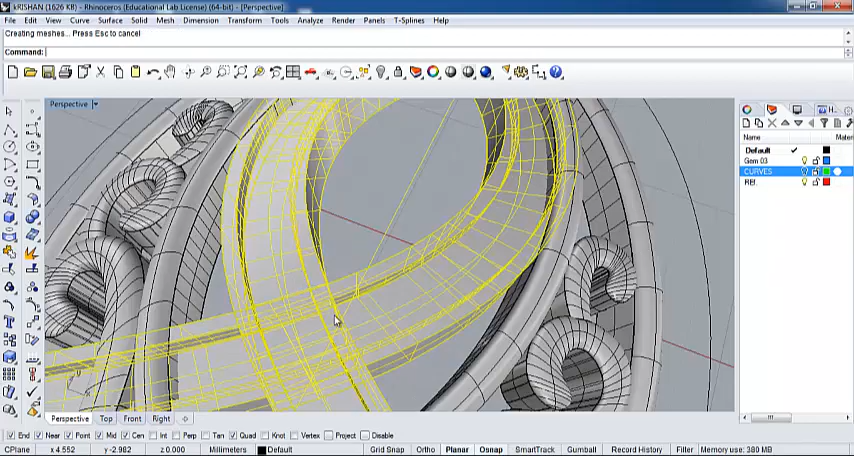 kRISHAN (1626 KB) - Rhinoceros (Educational Lab License) (64-bit) - [Perspective]
File Edit View Curve Surface Solid Mesh Dimension Transform Tools Analyze Render Panels T-Splines Help
Creating meshes... Press Esc to cancel
Command:
Perspective
H...
Name Mater
Default
Gem 03
CURVES
REf.
Perspective Top Front Right
End Near Point Mid Cen Int Perp Tan Quad Knot Vertex Project Disable
CPlane x 4.552 y -2.982 z 0.000 Millimeters Default Grid Snap Ortho Planar Osnap SmartTrack Gumball Record History Filter Memory use: 380 MB